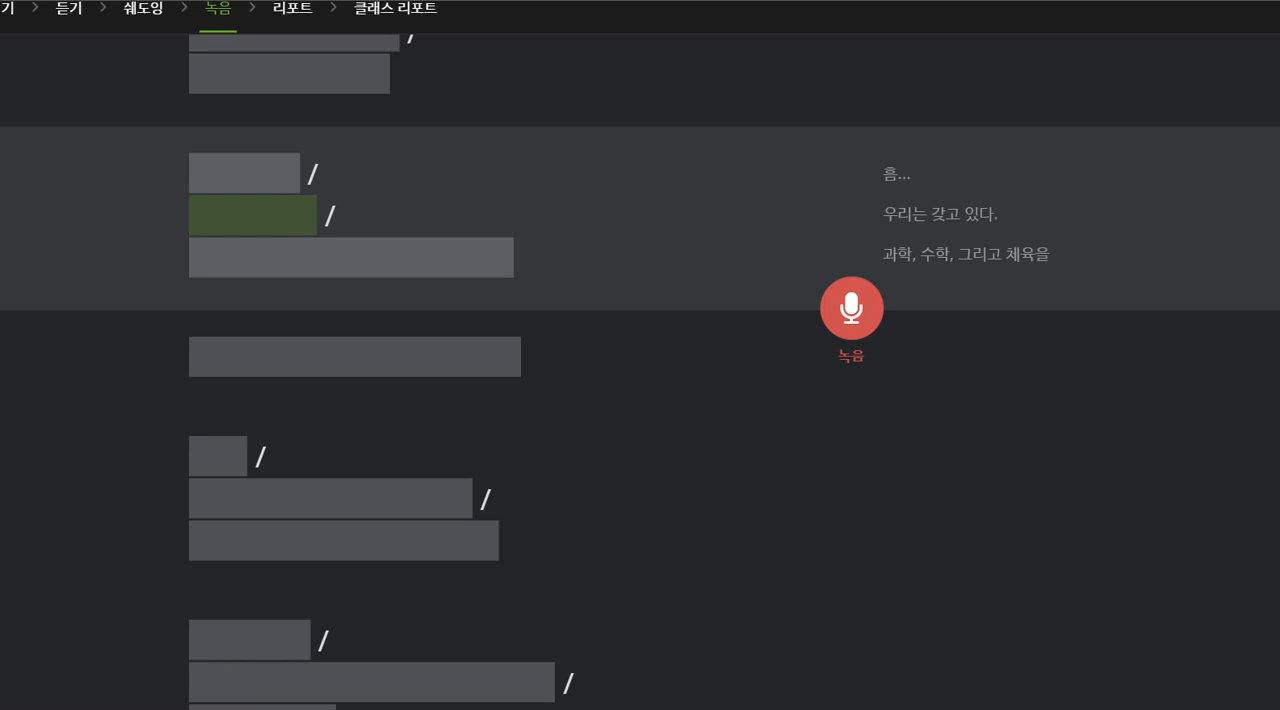 기 > 듣기 > 쉐도잉 > 녹음 > 리포트 > 클래스 리포트
/
/
흠...
/
우리는 갖고 있다.
과학, 수학, 그리고 체육을
녹음
/
/
/
/